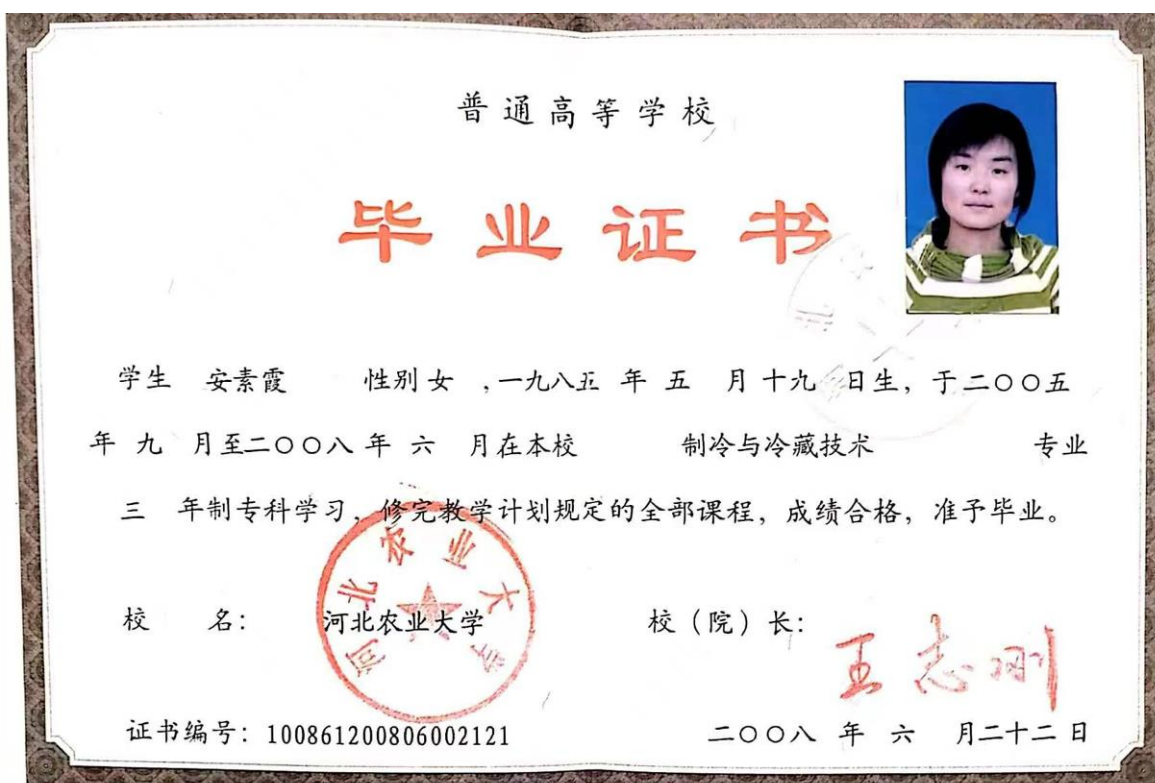 普通高等学校
毕业证书
学生 安素霞 性别 女 ,一九八五 年 五 月 十九 日生, 于二〇〇五
年 九 月至二〇〇八 年 六 月在本校 制冷与冷藏技术 专业
三 年制专科学习, 修完教学计划规定的全部课程, 成绩合格, 准予毕业。
校 名: 河北农业大学 校（院）长: 王志刚
河北农业大学
证书编号: 100861200806002121 二〇〇八 年 六 月二十二 日